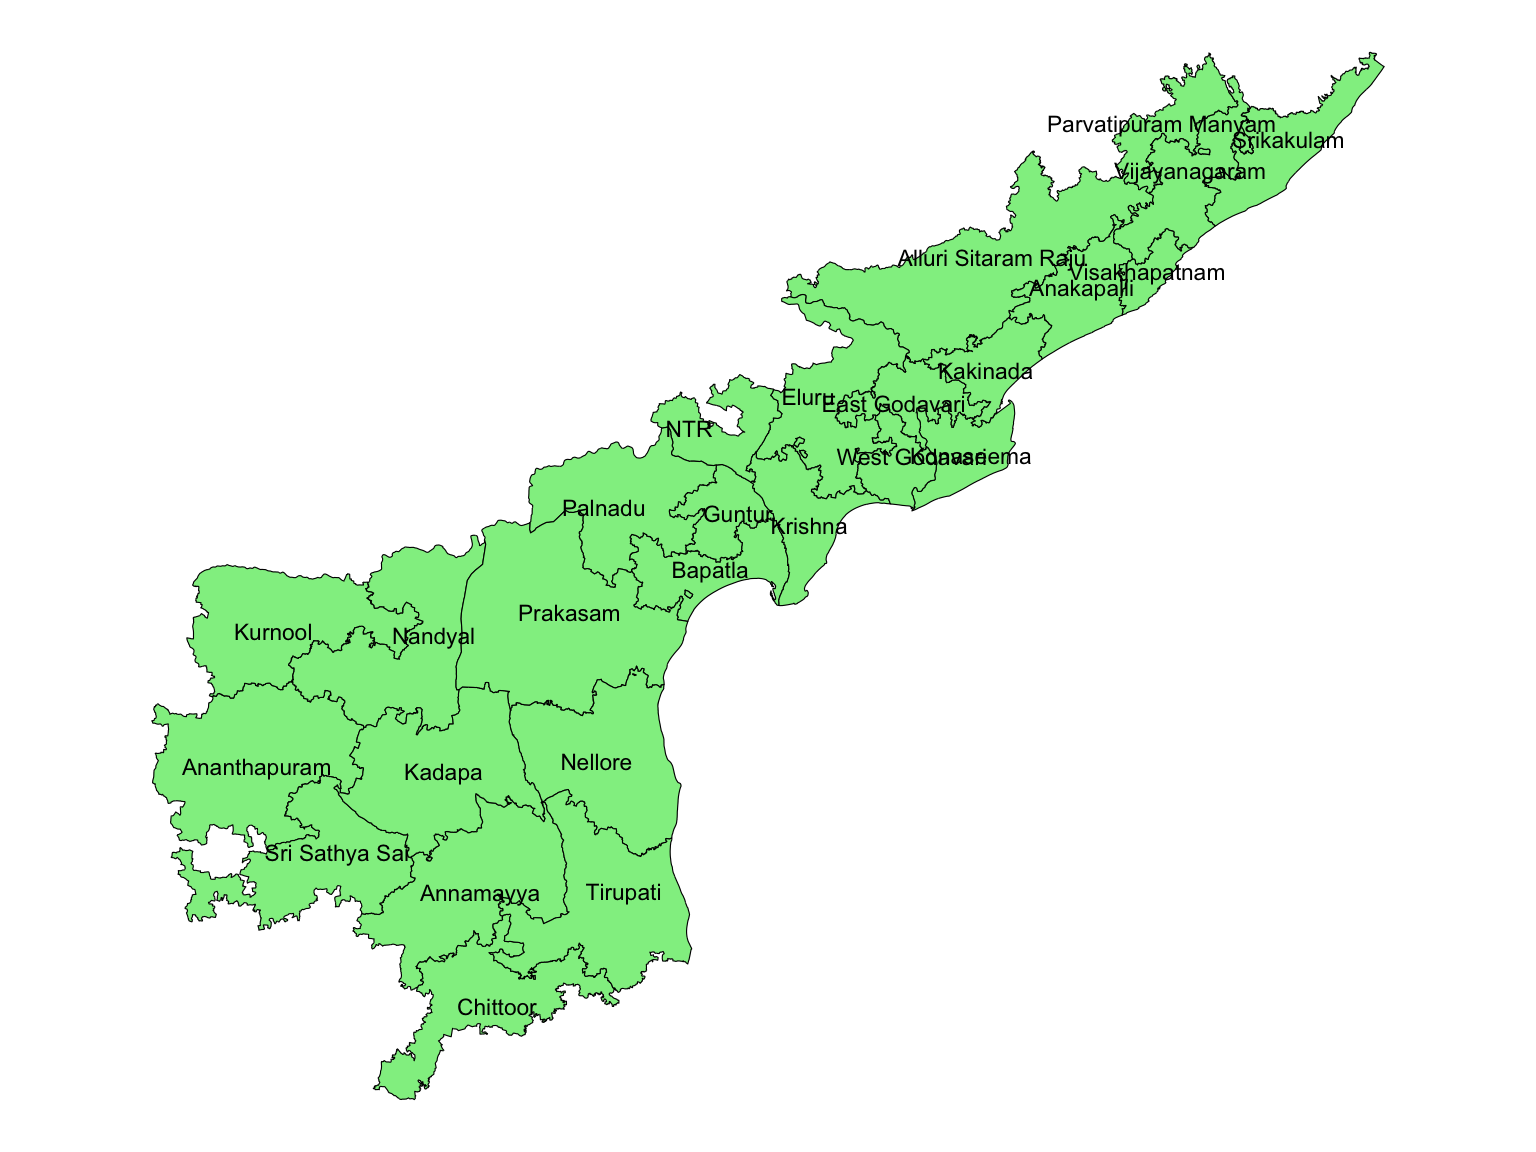 Parvatipuram Manyam
Srikakulam
Vijayanagaram
Alluri Sitaram Raju
Visakhapatnam
Anakapalli
Kakinada
Eluru
East Godavari
NTR
West Godavari
Konaseema
Palnadu
Guntur
Krishna
Bapatla
Prakasam
Kurnool
Nandyal
Nellore
Ananthapuram
Kadapa
Sri Sathya Sai
Annamayya
Tirupati
Chittoor